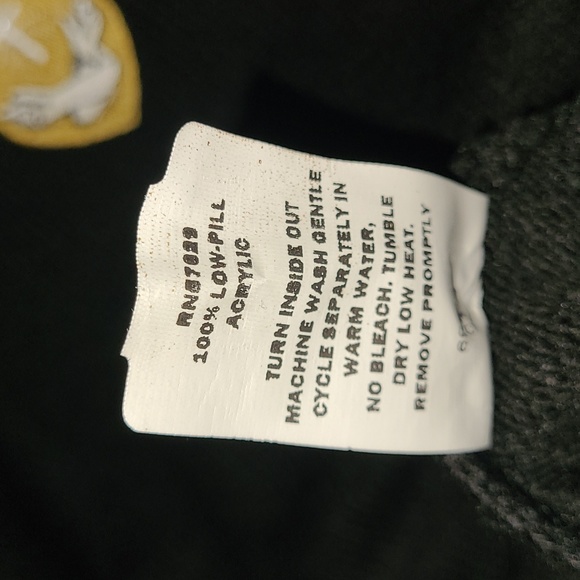 100% LOW-PILL
ACRYLIC
TURN INSIDE OUT
MACHINE WASH GENTLE
CYCLE SEPARATELY IN
WARM WATER,
NO BLEACH. TUMBLE
DRY LOW HEAT.
REMOVE PROMPTLY